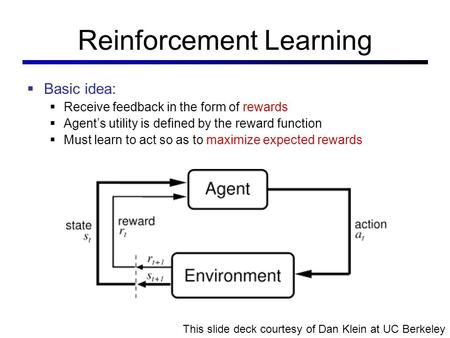 Reinforcement Learning
▪ Basic idea:
▪ Receive feedback in the form of rewards
▪ Agent's utility is defined by the reward function
▪ Must learn to act so as to maximize expected rewards
Agent
state
s_t
reward
r_t
action
a_t
r_{t+1}
s_{t+1}
Environment
This slide deck courtesy of Dan Klein at UC Berkeley